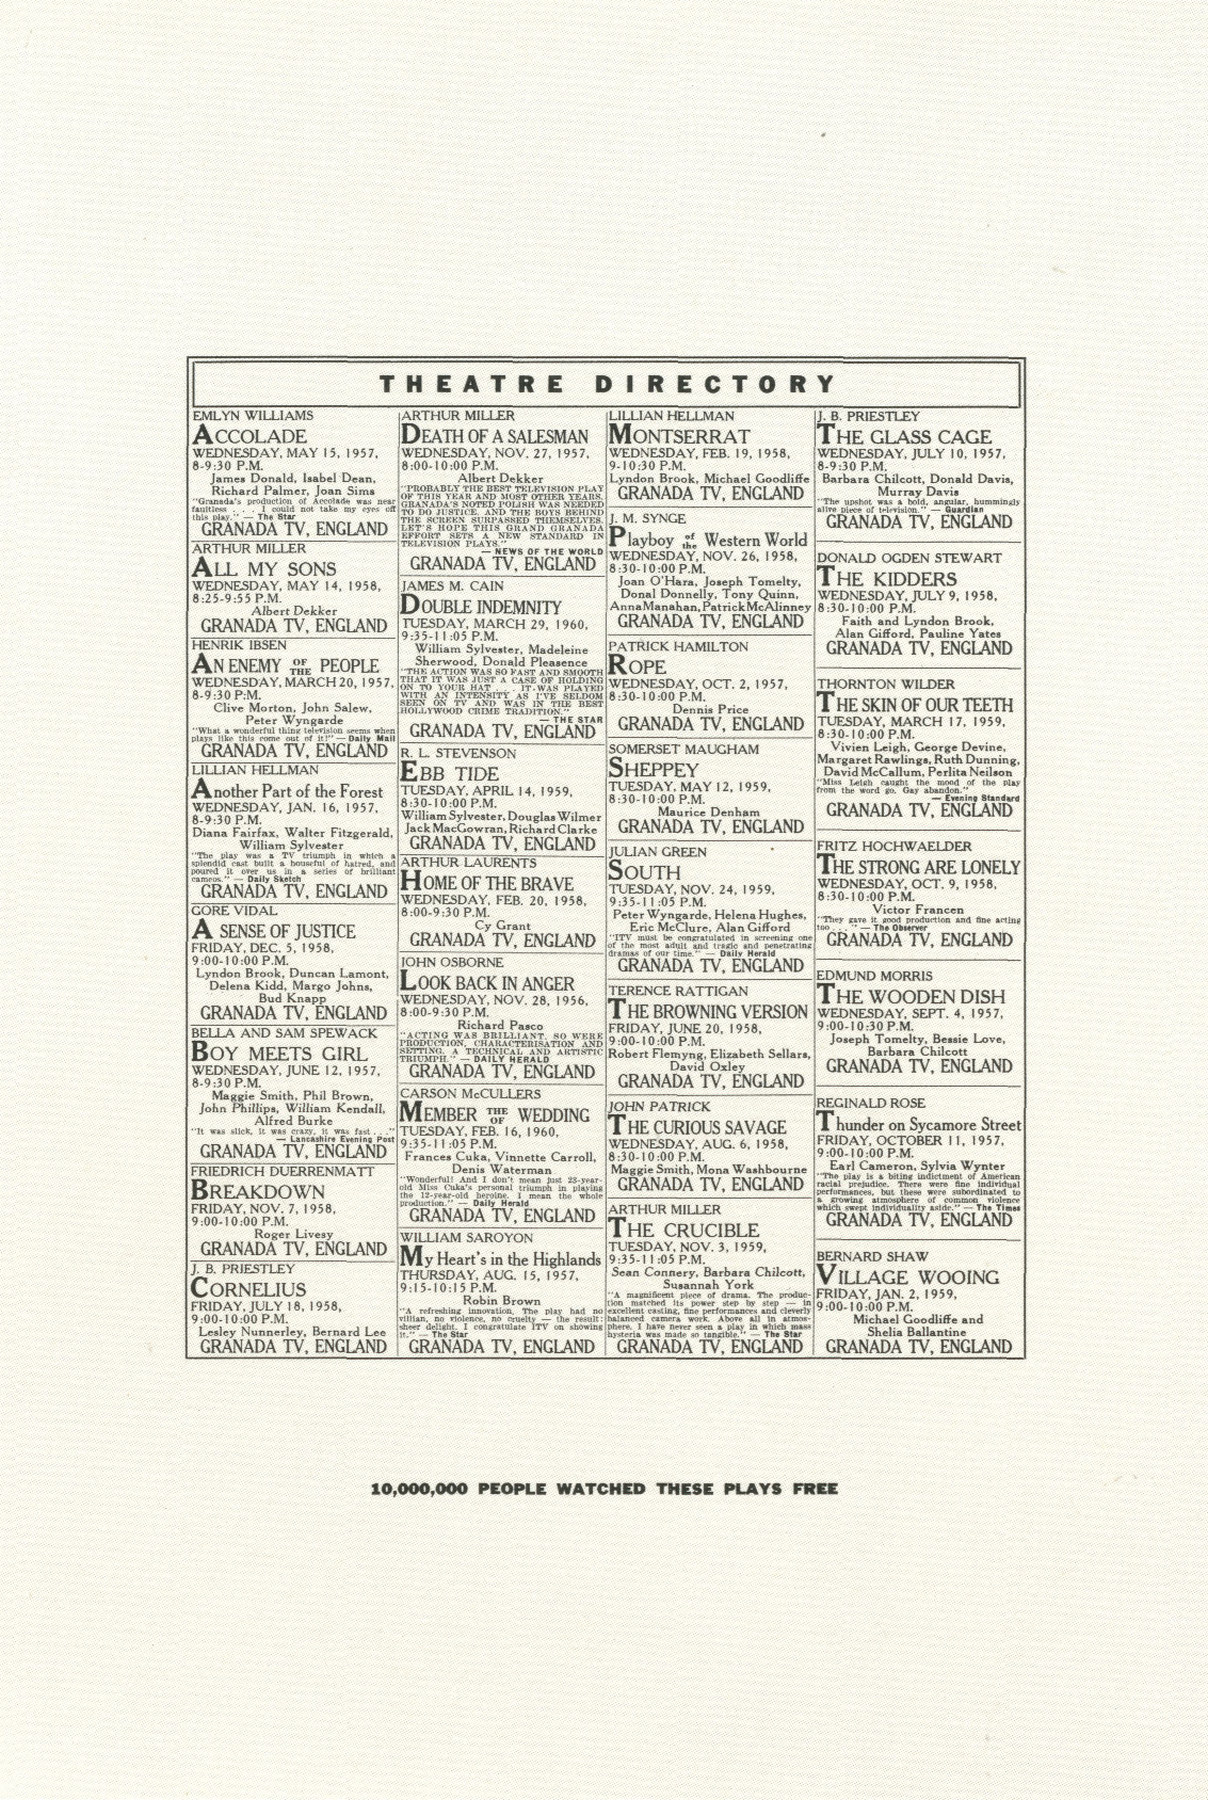 THEATRE DIRECTORY
EMLYN WILLIAMS
ACCOLADE
WEDNESDAY, MAY 15, 1957,
8-9:30 P.M.
James Donald, Isabel Dean,
Richard Palmer, Joan Sims
"Granada's production of Accolade was near
faultless . . . I could not take my eyes off
this play." — The Star
GRANADA TV, ENGLAND
ARTHUR MILLER
ALL MY SONS
WEDNESDAY, MAY 14, 1958,
8:25-9:55 P.M.
Albert Dekker
GRANADA TV, ENGLAND
HENRIK IBSEN
AN ENEMY OF THE PEOPLE
WEDNESDAY, MARCH 20, 1957,
8-9:30 P:M.
Clive Morton, John Salew,
Peter Wyngarde
"What a wonderful thing television seems when
plays like this come out of it!" — Daily Mail
GRANADA TV, ENGLAND
LILLIAN HELLMAN
Another Part of the Forest
WEDNESDAY, JAN. 16, 1957,
8-9:30 P.M.
Diana Fairfax, Walter Fitzgerald,
William Sylvester
"The play was a TV triumph in which a
splendid cast built a houseful of hatred, and
poured it over us in a series of brilliant
cameos." — Daily Sketch
GRANADA TV, ENGLAND
GORE VIDAL
A SENSE OF JUSTICE
FRIDAY, DEC. 5, 1958,
9:00-10:00 P.M.
Lyndon Brook, Duncan Lamont,
Delena Kidd, Margo Johns,
Bud Knapp
GRANADA TV, ENGLAND
BELLA AND SAM SPEWACK
BOY MEETS GIRL
WEDNESDAY, JUNE 12, 1957,
8-9:30 P.M.
Maggie Smith, Phil Brown,
John Phillips, William Kendall,
Alfred Burke
"It was slick, it was crazy, it was fast . . ."
— Lancashire Evening Post
GRANADA TV, ENGLAND
FRIEDRICH DUERRENMATT
BREAKDOWN
FRIDAY, NOV. 7, 1958,
9:00-10:00 P.M.
Roger Livesy
GRANADA TV, ENGLAND
J. B. PRIESTLEY
CORNELIUS
FRIDAY, JULY 18, 1958,
9:00-10:00 P.M.
Lesley Nunnerley, Bernard Lee
GRANADA TV, ENGLAND
ARTHUR MILLER
DEATH OF A SALESMAN
WEDNESDAY, NOV. 27, 1957,
8:00-10:00 P.M.
Albert Dekker
"PROBABLY THE BEST TELEVISION PLAY
OF THIS YEAR AND MOST OTHER YEARS.
GRANADA'S NOTED POLISH WAS NEEDED
TO DO JUSTICE. AND THE BOYS BEHIND
THE SCREEN SURPASSED THEMSELVES.
LET'S HOPE THIS GRAND GRANADA
EFFORT SETS A NEW STANDARD IN
TELEVISION PLAYS."
— NEWS OF THE WORLD
GRANADA TV, ENGLAND
JAMES M. CAIN
DOUBLE INDEMNITY
TUESDAY, MARCH 29, 1960,
9:35-11:05 P.M.
William Sylvester, Madeleine
Sherwood, Donald Pleasence
"THE ACTION WAS SO FAST AND SMOOTH
THAT IT WAS JUST A CASE OF HOLDING
ON TO YOUR HAT . . . IT WAS PLAYED
WITH AN INTENSITY AS I'VE SELDOM
SEEN ON TV AND WAS IN THE BEST
HOLLYWOOD CRIME TRADITION."
— THE STAR
GRANADA TV, ENGLAND
R. L. STEVENSON
EBB TIDE
TUESDAY, APRIL 14, 1959,
8:30-10:00 P.M.
William Sylvester, Douglas Wilmer
Jack MacGowran, Richard Clarke
GRANADA TV, ENGLAND
ARTHUR LAURENTS
HOME OF THE BRAVE
WEDNESDAY, FEB. 20, 1958,
8:00-9:30 P.M.
Cy Grant
GRANADA TV, ENGLAND
JOHN OSBORNE
LOOK BACK IN ANGER
WEDNESDAY, NOV. 28, 1956,
8:00-9:30 P.M.
Richard Pasco
"ACTING WAS BRILLIANT. SO WERE
PRODUCTION, CHARACTERISATION AND
SETTING. A TECHNICAL AND ARTISTIC
TRIUMPH." — DAILY HERALD
GRANADA TV, ENGLAND
CARSON McCULLERS
MEMBER OF THE WEDDING
TUESDAY, FEB. 16, 1960,
9:35-11:05 P.M.
Frances Cuka, Vinnette Carroll,
Denis Waterman
"Wonderful! And I don't mean just 23-year-
old Miss Cuka's personal triumph in playing
the 12-year-old heroine. I mean the whole
production." — Daily Herald
GRANADA TV, ENGLAND
WILLIAM SAROYON
My Heart's in the Highlands
THURSDAY, AUG. 15, 1957,
9:15-10:15 P.M.
Robin Brown
"A refreshing innovation. The play had no
villian, no violence, no cruelty — the result:
sheer delight. I congratulate ITV on showing
it." — The Star
GRANADA TV, ENGLAND
LILLIAN HELLMAN
MONTSERRAT
WEDNESDAY, FEB. 19, 1958,
9-10:30 P.M.
Lyndon Brook, Michael Goodliffe
GRANADA TV, ENGLAND
J. M. SYNGE
Playboy of the Western World
WEDNESDAY, NOV. 26, 1958,
8:30-10:00 P.M.
Joan O'Hara, Joseph Tomelty,
Donal Donnelly, Tony Quinn,
Anna Manahan, Patrick McAlinney
GRANADA TV, ENGLAND
PATRICK HAMILTON
ROPE
WEDNESDAY, OCT. 2, 1957,
8:30-10:00 P.M.
Dennis Price
GRANADA TV, ENGLAND
SOMERSET MAUGHAM
SHEPPEY
TUESDAY, MAY 12, 1959,
8:30-10:00 P.M.
Maurice Denham
GRANADA TV, ENGLAND
JULIAN GREEN
SOUTH
TUESDAY, NOV. 24, 1959,
9:35-11:05 P.M.
Peter Wyngarde, Helena Hughes,
Eric McClure, Alan Gifford
"ITV must be congratulated in screening one
of the most adult and tragic and penetrating
dramas of our time." — Daily Herald
GRANADA TV, ENGLAND
TERENCE RATTIGAN
THE BROWNING VERSION
FRIDAY, JUNE 20, 1958,
9:00-10:00 P.M.
Robert Flemyng, Elizabeth Sellars,
David Oxley
GRANADA TV, ENGLAND
JOHN PATRICK
THE CURIOUS SAVAGE
WEDNESDAY, AUG. 6, 1958,
8:30-10:00 P.M.
Maggie Smith, Mona Washbourne
GRANADA TV, ENGLAND
ARTHUR MILLER
THE CRUCIBLE
TUESDAY, NOV. 3, 1959,
9:35-11:05 P.M.
Sean Connery, Barbara Chilcott,
Susannah York
"A magnificent piece of drama. The produc-
tion matched its power step by step — in
excellent casting, fine performances and cleverly
balanced camera work. Above all in atmos-
phere. I have never seen a play in which mass
hysteria was made so tangible." — The Star
GRANADA TV, ENGLAND
J. B. PRIESTLEY
THE GLASS CAGE
WEDNESDAY, JULY 10, 1957,
8-9:30 P.M.
Barbara Chilcott, Donald Davis,
Murray Davis
"The upshot was a bold, angular, hummingly
alive piece of television." — Guardian
GRANADA TV, ENGLAND
DONALD OGDEN STEWART
THE KIDDERS
WEDNESDAY, JULY 9, 1958,
8:30-10:00 P.M.
Faith and Lyndon Brook,
Alan Gifford, Pauline Yates
GRANADA TV, ENGLAND
THORNTON WILDER
THE SKIN OF OUR TEETH
TUESDAY, MARCH 17, 1959,
8:30-10:00 P.M.
Vivien Leigh, George Devine,
Margaret Rawlings, Ruth Dunning,
David McCallum, Perlita Neilson
"Miss Leigh caught the mood of the play
from the word go. Gay abandon."
— Evening Standard
GRANADA TV, ENGLAND
FRITZ HOCHWAELDER
THE STRONG ARE LONELY
WEDNESDAY, OCT. 9, 1958,
8:30-10:00 P.M.
Victor Francen
"They gave it good production and fine acting
too . . . " — The Observer
GRANADA TV, ENGLAND
EDMUND MORRIS
THE WOODEN DISH
WEDNESDAY, SEPT. 4, 1957,
9:00-10:30 P.M.
Joseph Tomelty, Bessie Love,
Barbara Chilcott
GRANADA TV, ENGLAND
REGINALD ROSE
Thunder on Sycamore Street
FRIDAY, OCTOBER 11, 1957,
9:00-10:00 P.M.
Earl Cameron, Sylvia Wynter
"The play is a biting indictment of American
racial prejudice. There were fine individual
performances, but these were subordinated to
a growing atmosphere of common violence
which swept individuality aside." — The Times
GRANADA TV, ENGLAND
BERNARD SHAW
VILLAGE WOOING
FRIDAY, JAN. 2, 1959,
9:00-10:00 P.M.
Michael Goodliffe and
Shelia Ballantine
GRANADA TV, ENGLAND
10,000,000 PEOPLE WATCHED THESE PLAYS FREE